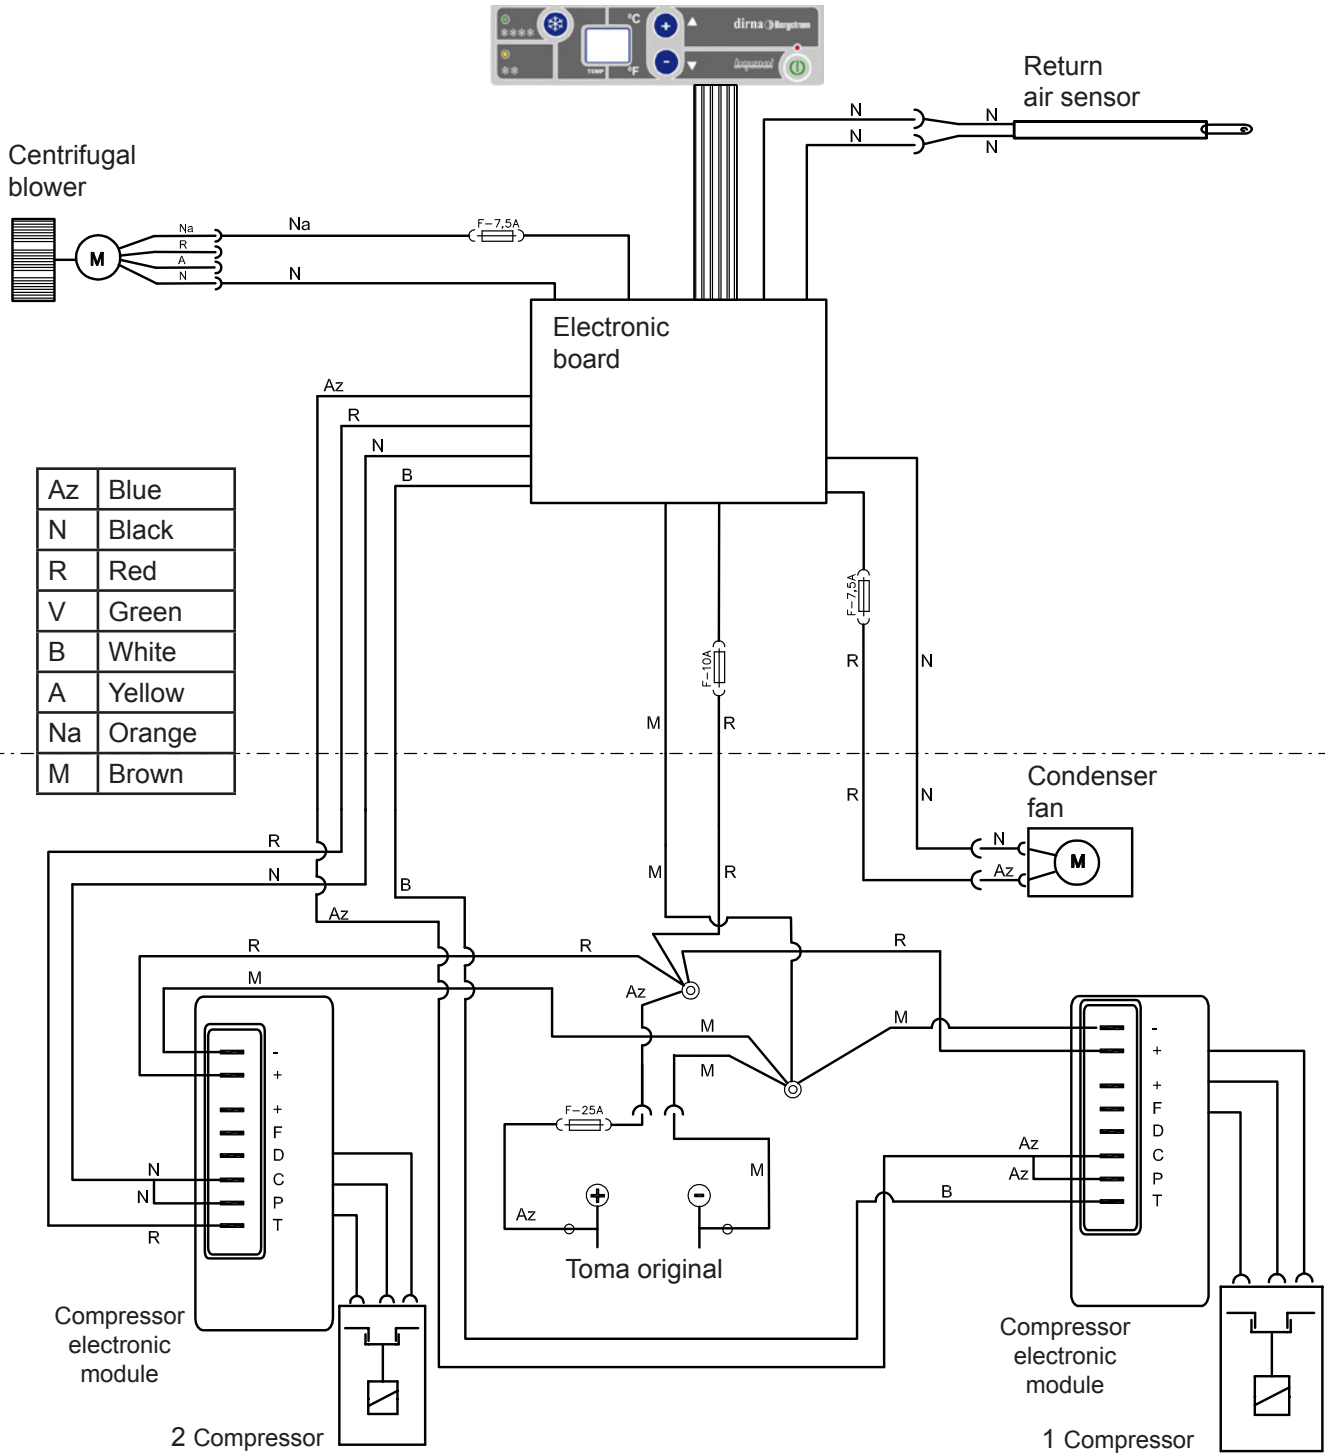 °C
+
dirna Bergstrom
TEMP
°F
-
Return
air sensor
N
N
N
N
Centrifugal
blower
M
Na
R
A
N
Na
N
F-7,5A
Electronic
board
Az
R
N
B
Az Blue
N Black
R Red
V Green
B White
A Yellow
Na Orange
M Brown
F-7,5A
F-10A
R
N
M
R
R
N
Condenser
fan
N
Az
M
R
N
B
Az
M
R
R
R
R
M
Az
M
M
M
-
+
+
F
D
C
P
T
N
N
R
F-25A
Az
+
-
M
Toma original
-
+
+
F
D
C
P
T
Az
Az
B
Compressor
electronic
module
2 Compressor
Compressor
electronic
module
1 Compressor